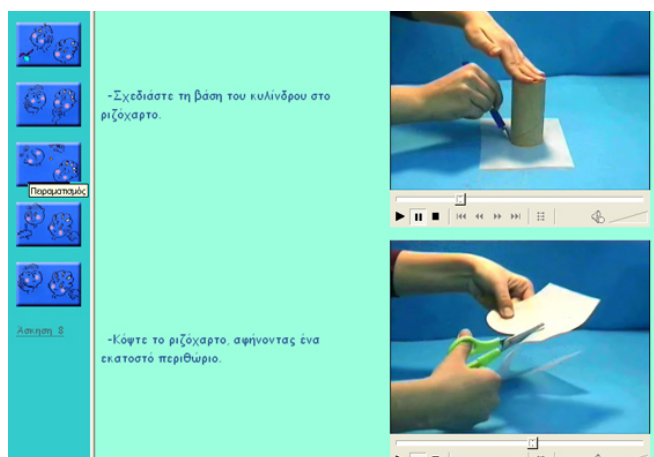 -Σχεδιάστε τη βάση του κυλίνδρου στο
ριζόχαρτο.
Πειραματισμός
Άσκηση 8
-Κόψτε το ριζόχαρτο, αφήνοντας ένα
εκατοστό περιθώριο.